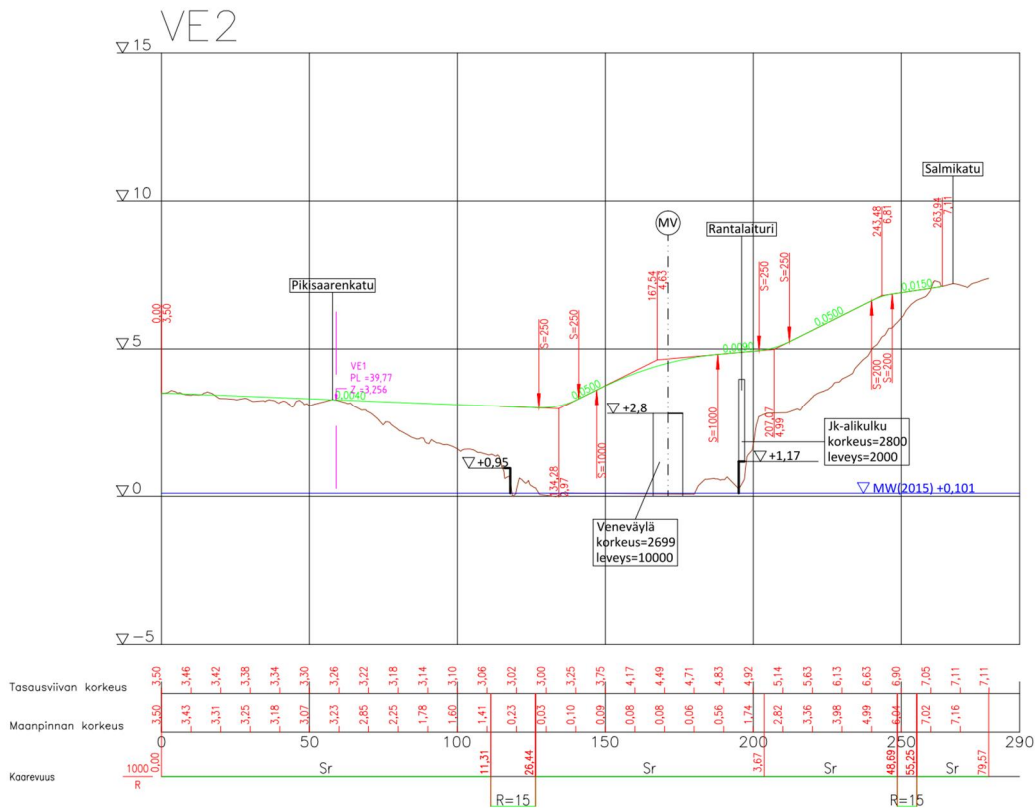 VE2
15
10
5
0
-5
Salmikatu
MV
Rantalaituri
Pikisaarenkatu
0,00
3,50
VE1
PL =39,77
Z =3,256
0,0040
S=250
S=250
0,0500
S=1000
167,54
4,63
S=1000
0,0090
S=250
S=250
0,0500
243,48
6,81
0,0150
263,94
7,11
S=200
S=200
207,07
4,99
+2,8
+0,95
+1,17
Jk-alikulku
korkeus=2800
leveys=2000
MW(2015) +0,101
Veneväylä
korkeus=2699
leveys=10000
Tasausviivan korkeus
3,50 3,46 3,42 3,38 3,34 3,30 3,26 3,22 3,18 3,14 3,10 3,06 3,02 3,00 3,25 3,75 4,17 4,49 4,71 4,83 4,92 5,14 5,63 6,13 6,63 6,90 7,05 7,11 7,11
Maanpinnan korkeus
3,50 3,43 3,31 3,25 3,18 3,07 3,23 2,85 2,25 1,78 1,60 1,41 0,23 0,03 0,10 0,09 0,08 0,08 0,06 0,56 1,74 2,82 3,36 3,98 4,99 6,04 7,02 7,16
0 50 100 150 200 250 290
Kaarevuus
1000
R
0,00 Sr 11,31 26,44 Sr 3,67 Sr 48,69 55,25 Sr 79,57
R=15 R=15